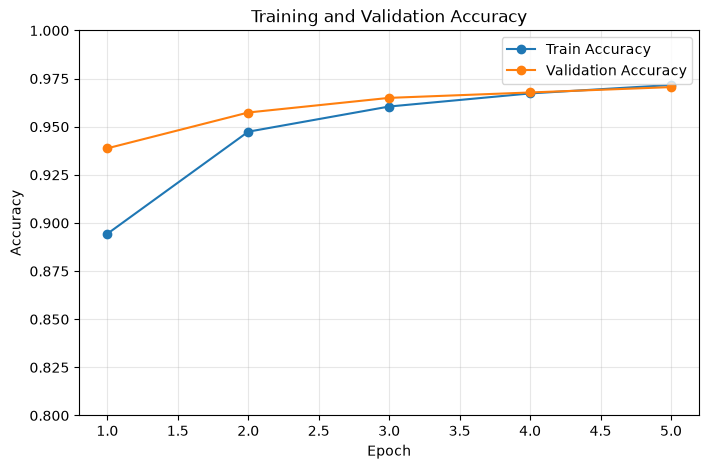 Training and Validation Accuracy
Train Accuracy
Validation Accuracy
1.000
0.975
0.950
0.925
0.900
0.875
0.850
0.825
0.800
Accuracy
1.0 1.5 2.0 2.5 3.0 3.5 4.0 4.5 5.0
Epoch